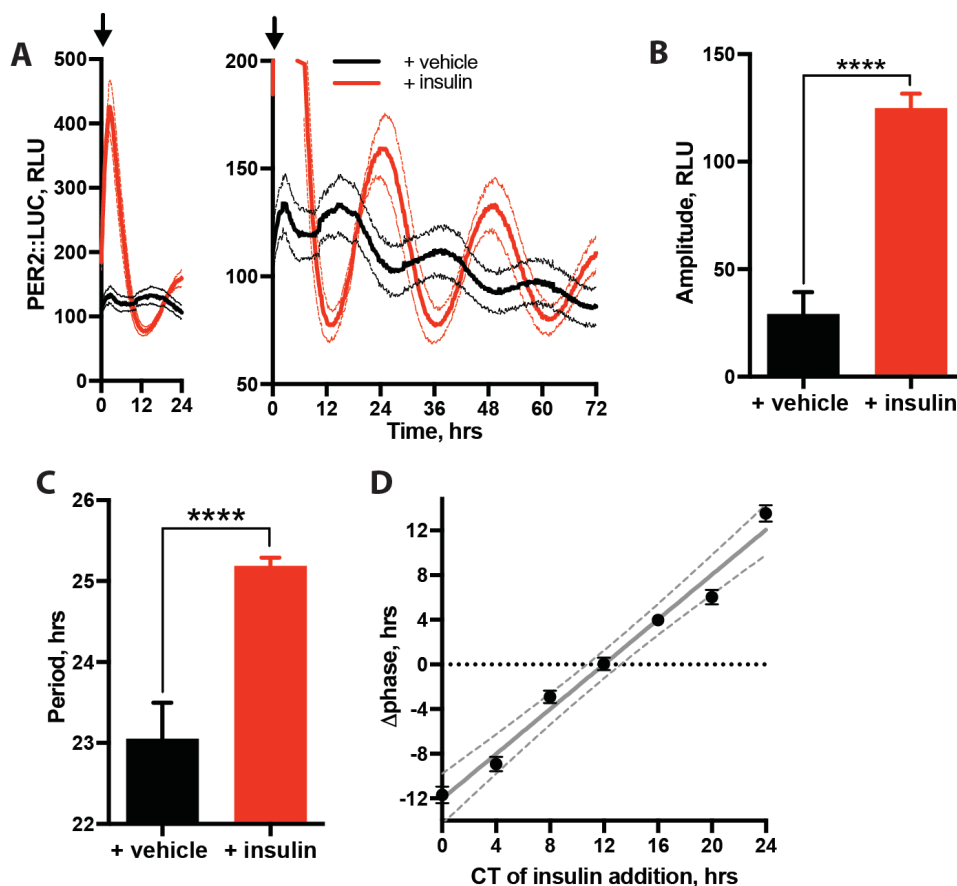 A
PER2::LUC, RLU
500
400
300
200
100
0
0 12 24
200
150
100
50
0 12 24 36 48 60 72
Time, hrs
+ vehicle
+ insulin
B
Amplitude, RLU
150
100
50
0
****
+ vehicle + insulin
C
Period, hrs
26
25
23
22
****
+ vehicle + insulin
D
Δphase, hrs
12
8
4
0
-4
-8
-12
0 4 8 12 16 20 24
CT of insulin addition, hrs